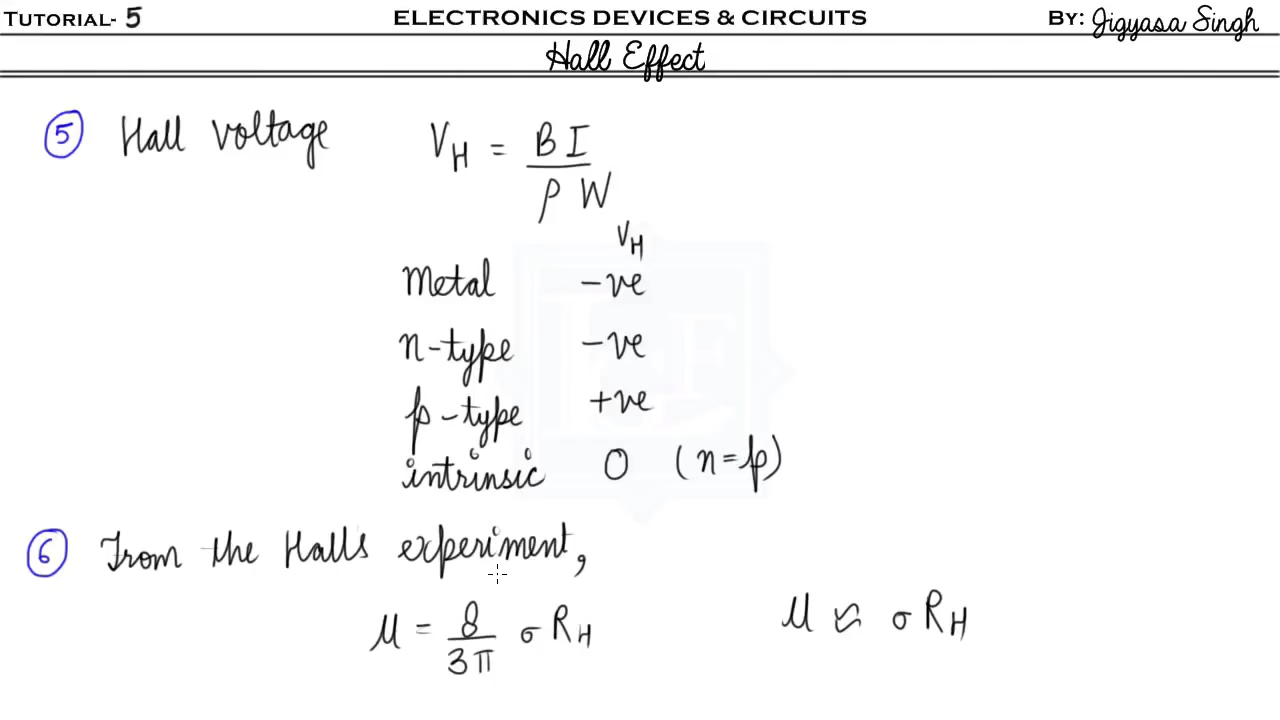 TUTORIAL- 5 ELECTRONICS DEVICES & CIRCUITS BY: Jigyasa Singh
Hall Effect
5 Hall voltage V_H = BI / ρW
V_H
Metal -ve
n-type -ve
p-type +ve
intrinsic 0 (n=p)
6 From the Halls experiment,
μ = 8/3π σ R_H μ ≈ σ R_H